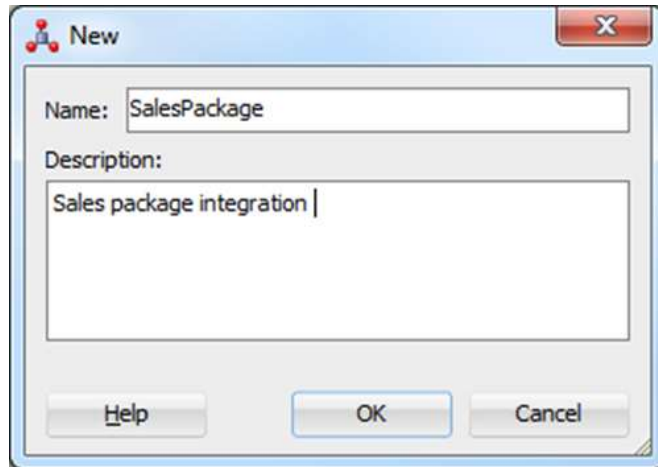 New
Name: SalesPackage
Description:
Sales package integration
Help OK Cancel